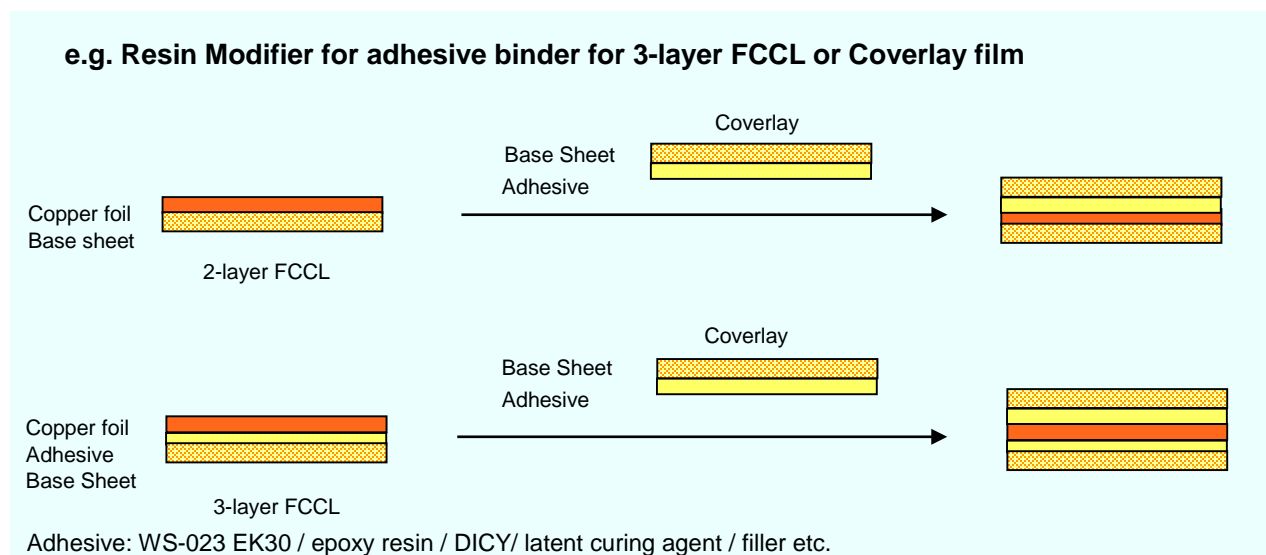 e.g. Resin Modifier for adhesive binder for 3-layer FCCL or Coverlay film
Coverlay
Base Sheet
Adhesive
Copper foil
Base sheet
2-layer FCCL
Coverlay
Base Sheet
Adhesive
Copper foil
Adhesive
Base Sheet
3-layer FCCL
Adhesive: WS-023 EK30 / epoxy resin / DICY/ latent curing agent / filler etc.